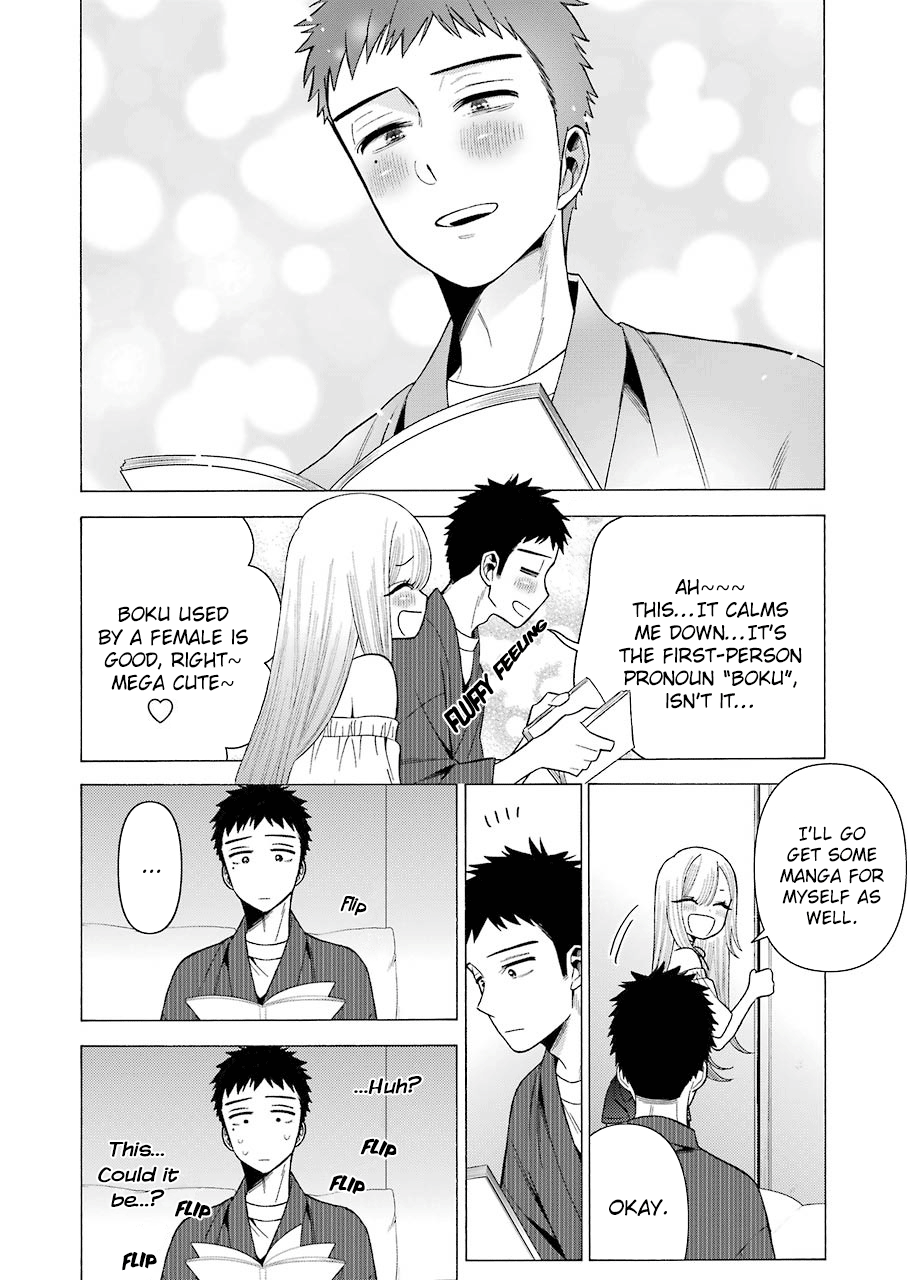 AH~~~
THIS...IT CALMS
ME DOWN...IT'S
THE FIRST-PERSON
PRONOUN "BOKU",
ISN'T IT...
FLUFFY FEELING
BOKU USED
BY A FEMALE IS
GOOD, RIGHT~
MEGA CUTE~
♡
I'LL GO
GET SOME
MANGA FOR
MYSELF AS
WELL.
OKAY.
...
FLIP
...Huh?
FLIP
FLIP
This...
Could it
be...?
FLIP
FLIP